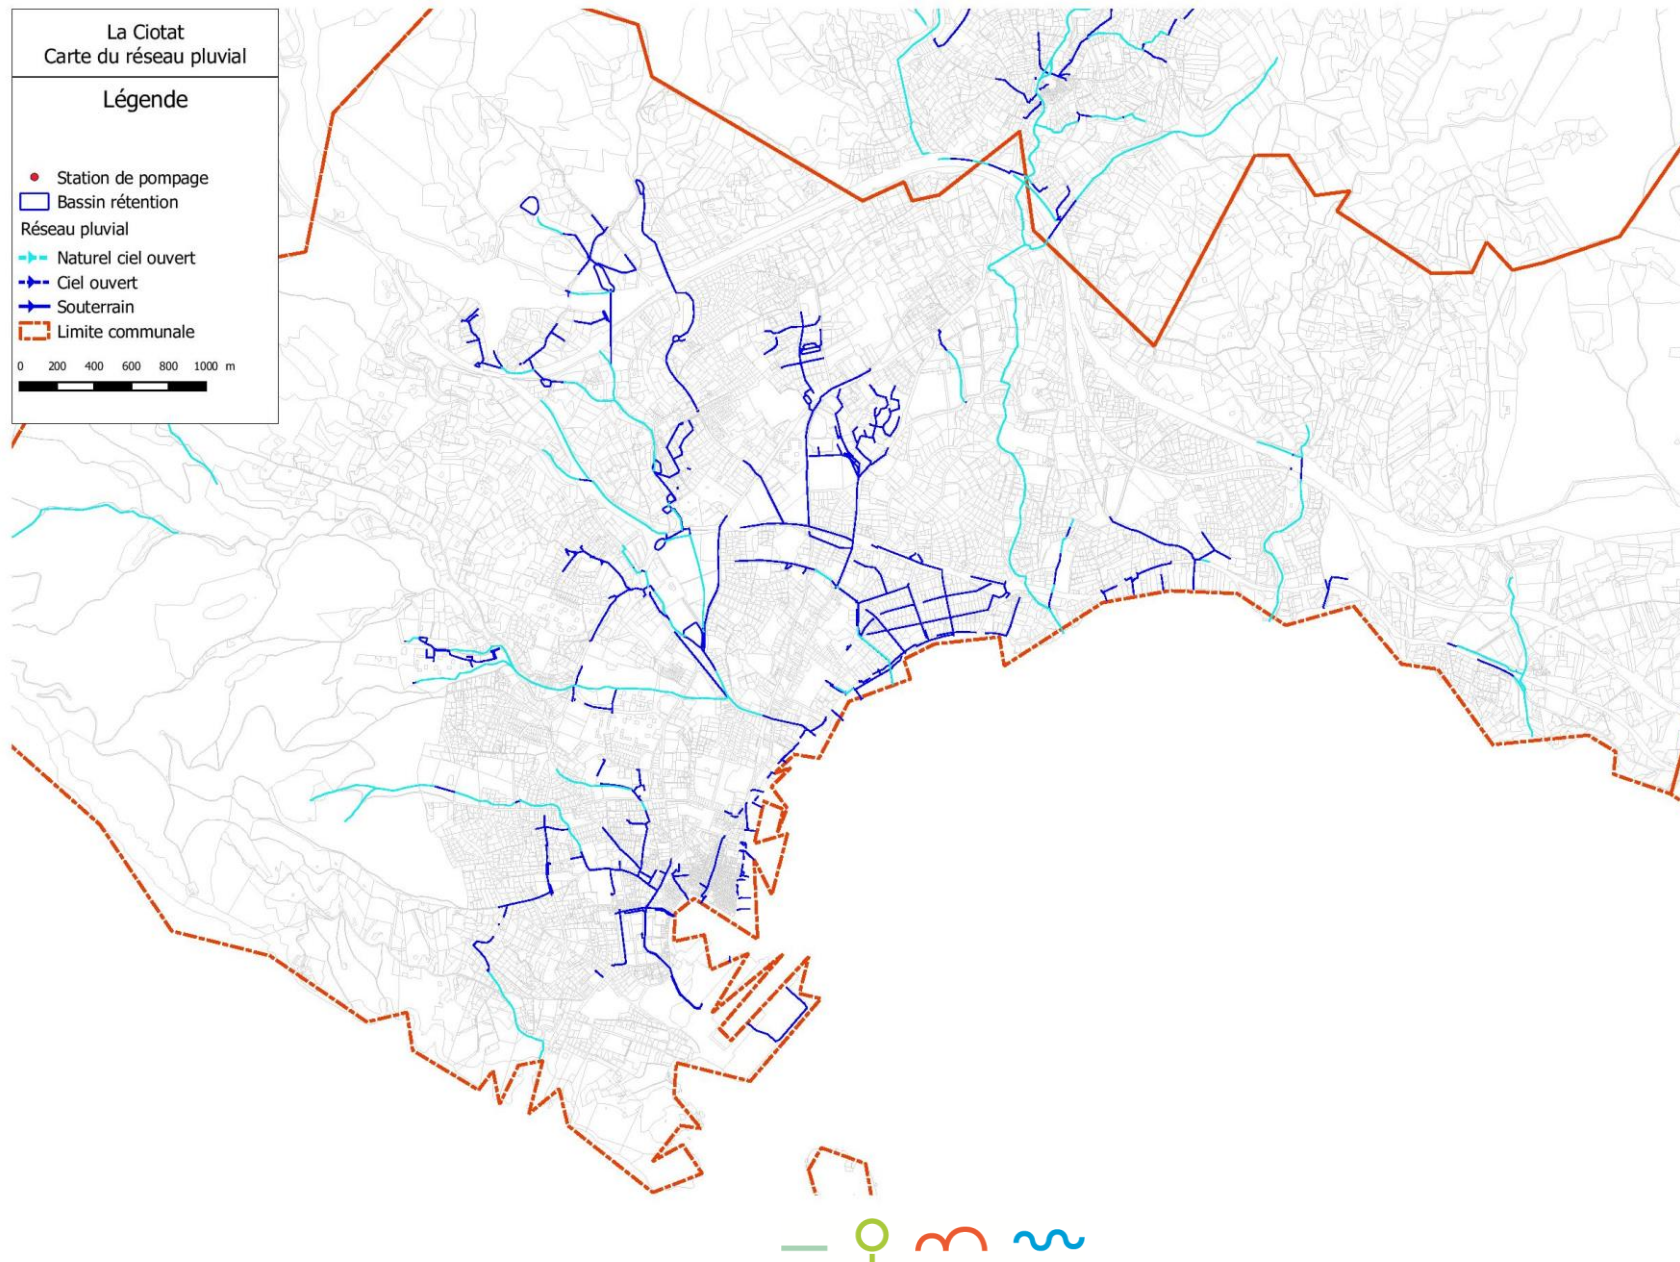 La Ciotat
Carte du réseau pluvial
Légende
Station de pompage
Bassin rétention
Réseau pluvial
Naturel ciel ouvert
Ciel ouvert
Souterrain
Limite communale
0 200 400 600 800 1000 m